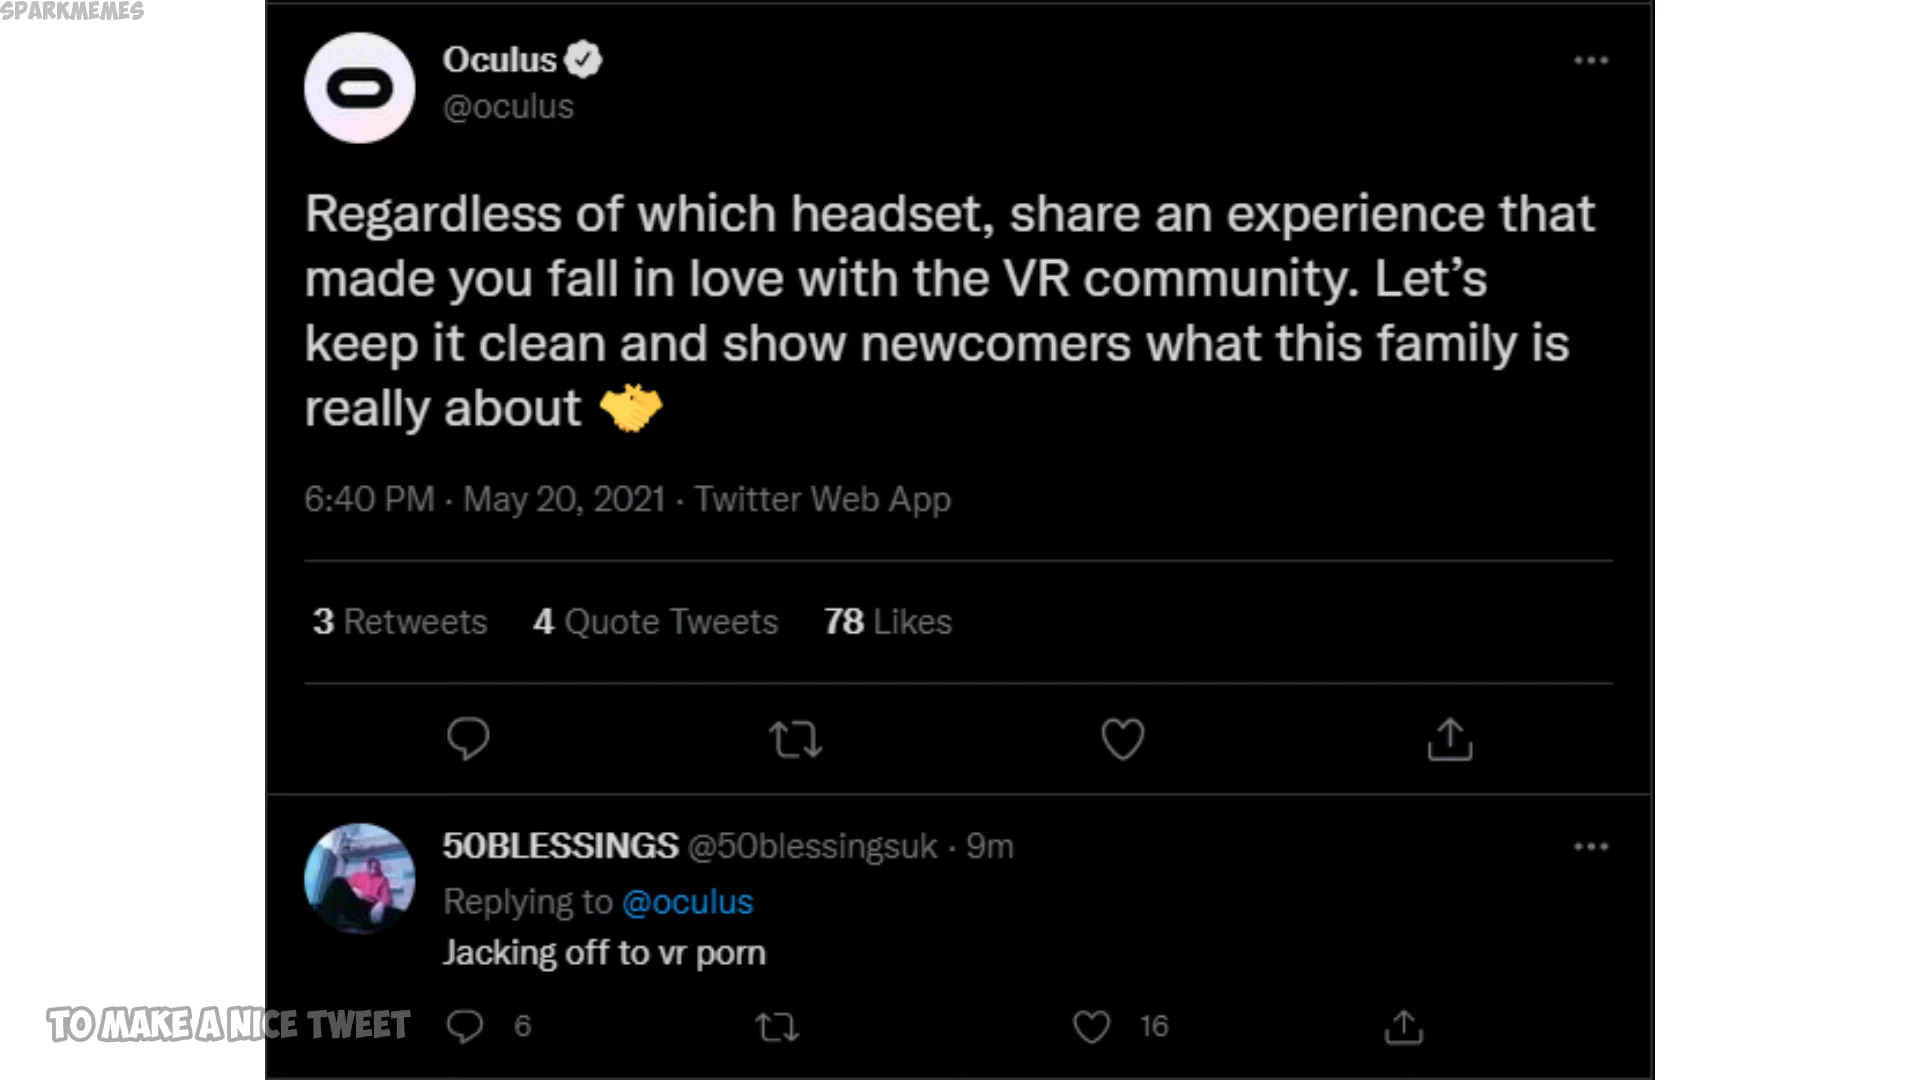 SPARKMEMES
Oculus
@oculus
Regardless of which headset, share an experience that
made you fall in love with the VR community. Let’s
keep it clean and show newcomers what this family is
really about 🤝
6:40 PM · May 20, 2021 · Twitter Web App
3 Retweets 4 Quote Tweets 78 Likes
50BLESSINGS @50blessingsuk · 9m
Replying to @oculus
Jacking off to vr porn
6 16
TO MAKE A NICE TWEET